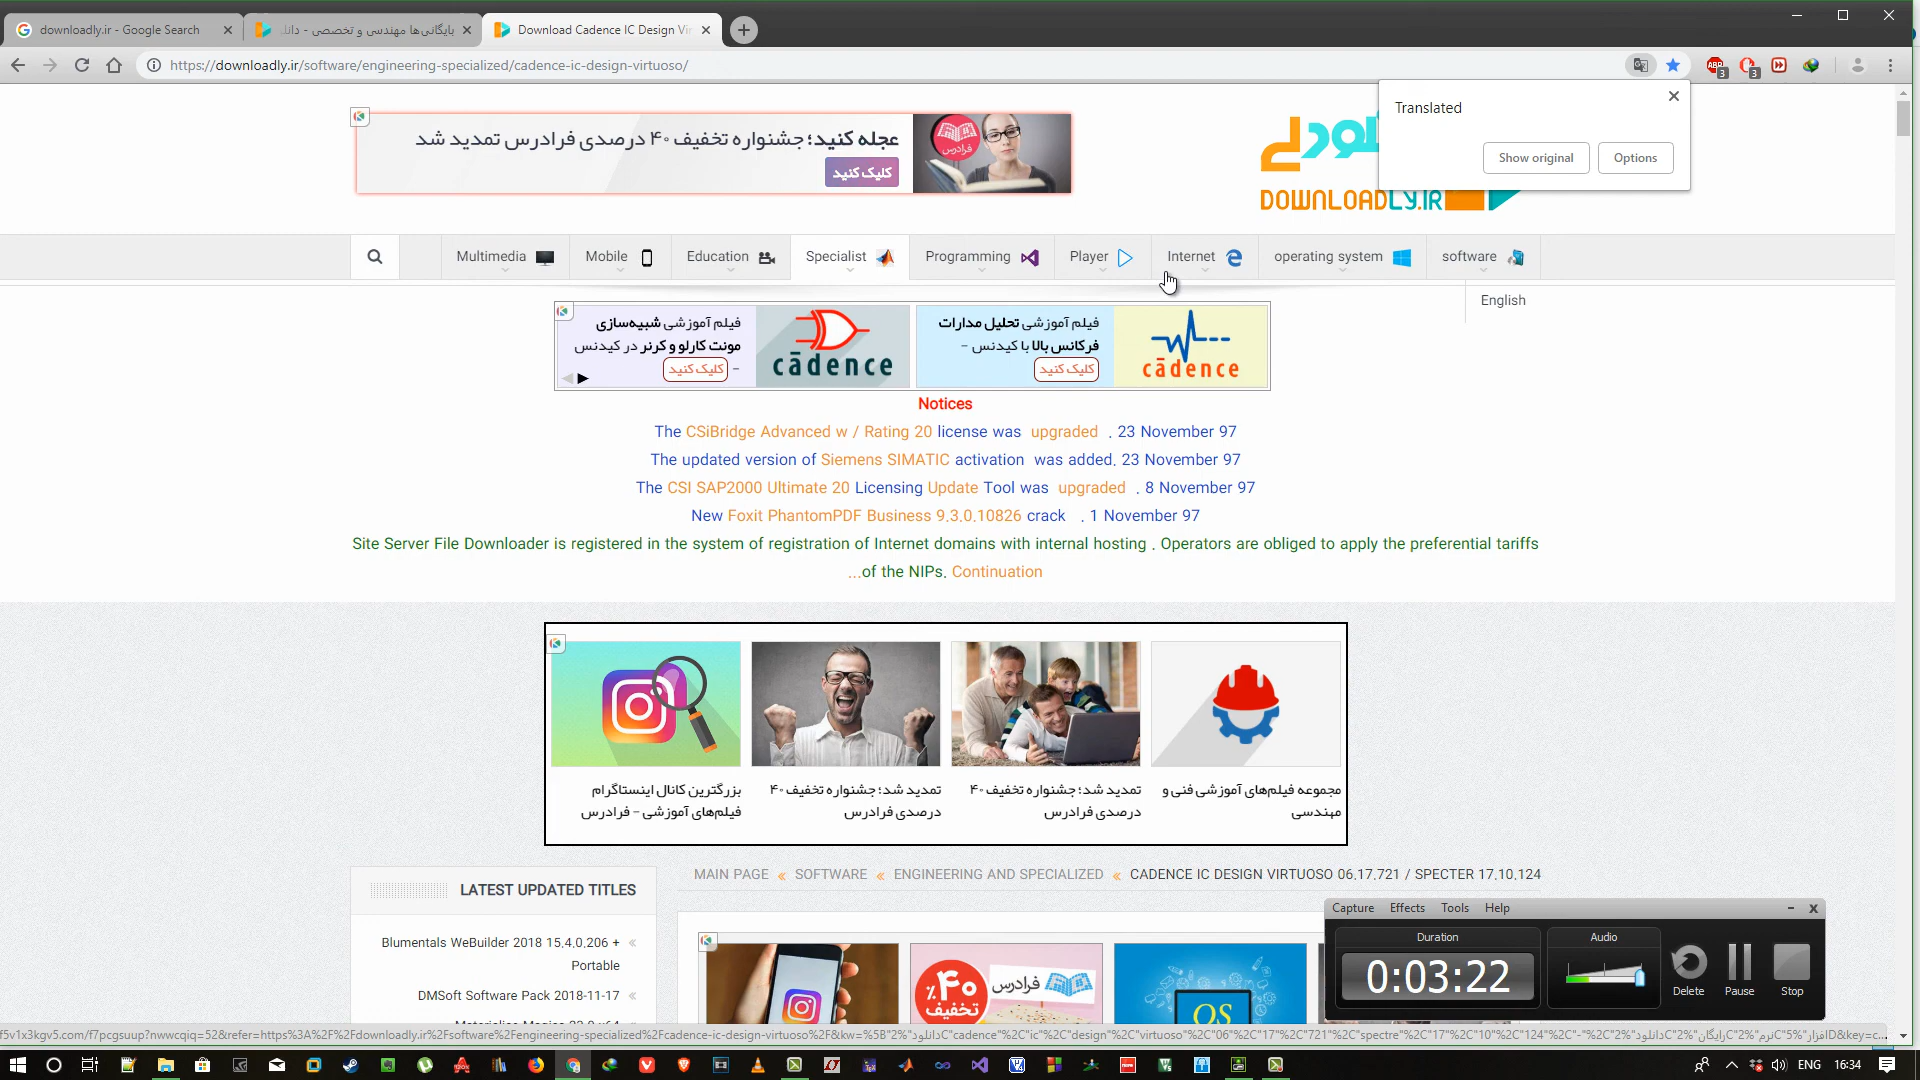 downloadly.ir - Google Search
بایگانی‌ها مهندسی و تخصصی - دانل
Download Cadence IC Design Vir
https://downloadly.ir/software/engineering-specialized/cadence-ic-design-virtuoso/
ABP
3
3
Translated
Show original
Options
عجله کنید؛ جشنواره تخفیف ۴۰ درصدی فرادرس تمدید شد
کلیک کنید
فرادرس
DOWNLOADLY.IR
Multimedia
Mobile
Education
Specialist
Programming
Player
Internet
operating system
software
English
فیلم آموزشی شبیه‌سازی
مونت کارلو و کرنر در کیدنس
–
کلیک کنید
cādence
فیلم آموزشی تحلیل مدارات
فرکانس بالا با کیدنس –
کلیک کنید
cādence
Notices
The CSiBridge Advanced w / Rating 20 license was upgraded . 23 November 97
The updated version of Siemens SIMATIC activation was added. 23 November 97
The CSI SAP2000 Ultimate 20 Licensing Update Tool was upgraded . 8 November 97
New Foxit PhantomPDF Business 9.3.0.10826 crack . 1 November 97
Site Server File Downloader is registered in the system of registration of Internet domains with internal hosting . Operators are obliged to apply the preferential tariffs
...of the NIPs. Continuation
مجموعه فیلم‌های آموزشی فنی و
مهندسی
تمدید شد؛ جشنواره تخفیف ۴۰
درصدی فرادرس
تمدید شد؛ جشنواره تخفیف ۴۰
درصدی فرادرس
بزرگترین کانال اینستاگرام
فیلم‌های آموزشی – فرادرس
MAIN PAGE « SOFTWARE « ENGINEERING AND SPECIALIZED « CADENCE IC DESIGN VIRTUOSO 06.17.721 / SPECTER 17.10.124
LATEST UPDATED TITLES
Blumentals WeBuilder 2018 15.4.0.206 + «
Portable
DMSoft Software Pack 2018-11-17 «
٪۴۰
تخفیف
فرادرس
OS
Capture Effects Tools Help
Duration
0:03:22
Audio
Delete
Pause
Stop
ENG
16:34